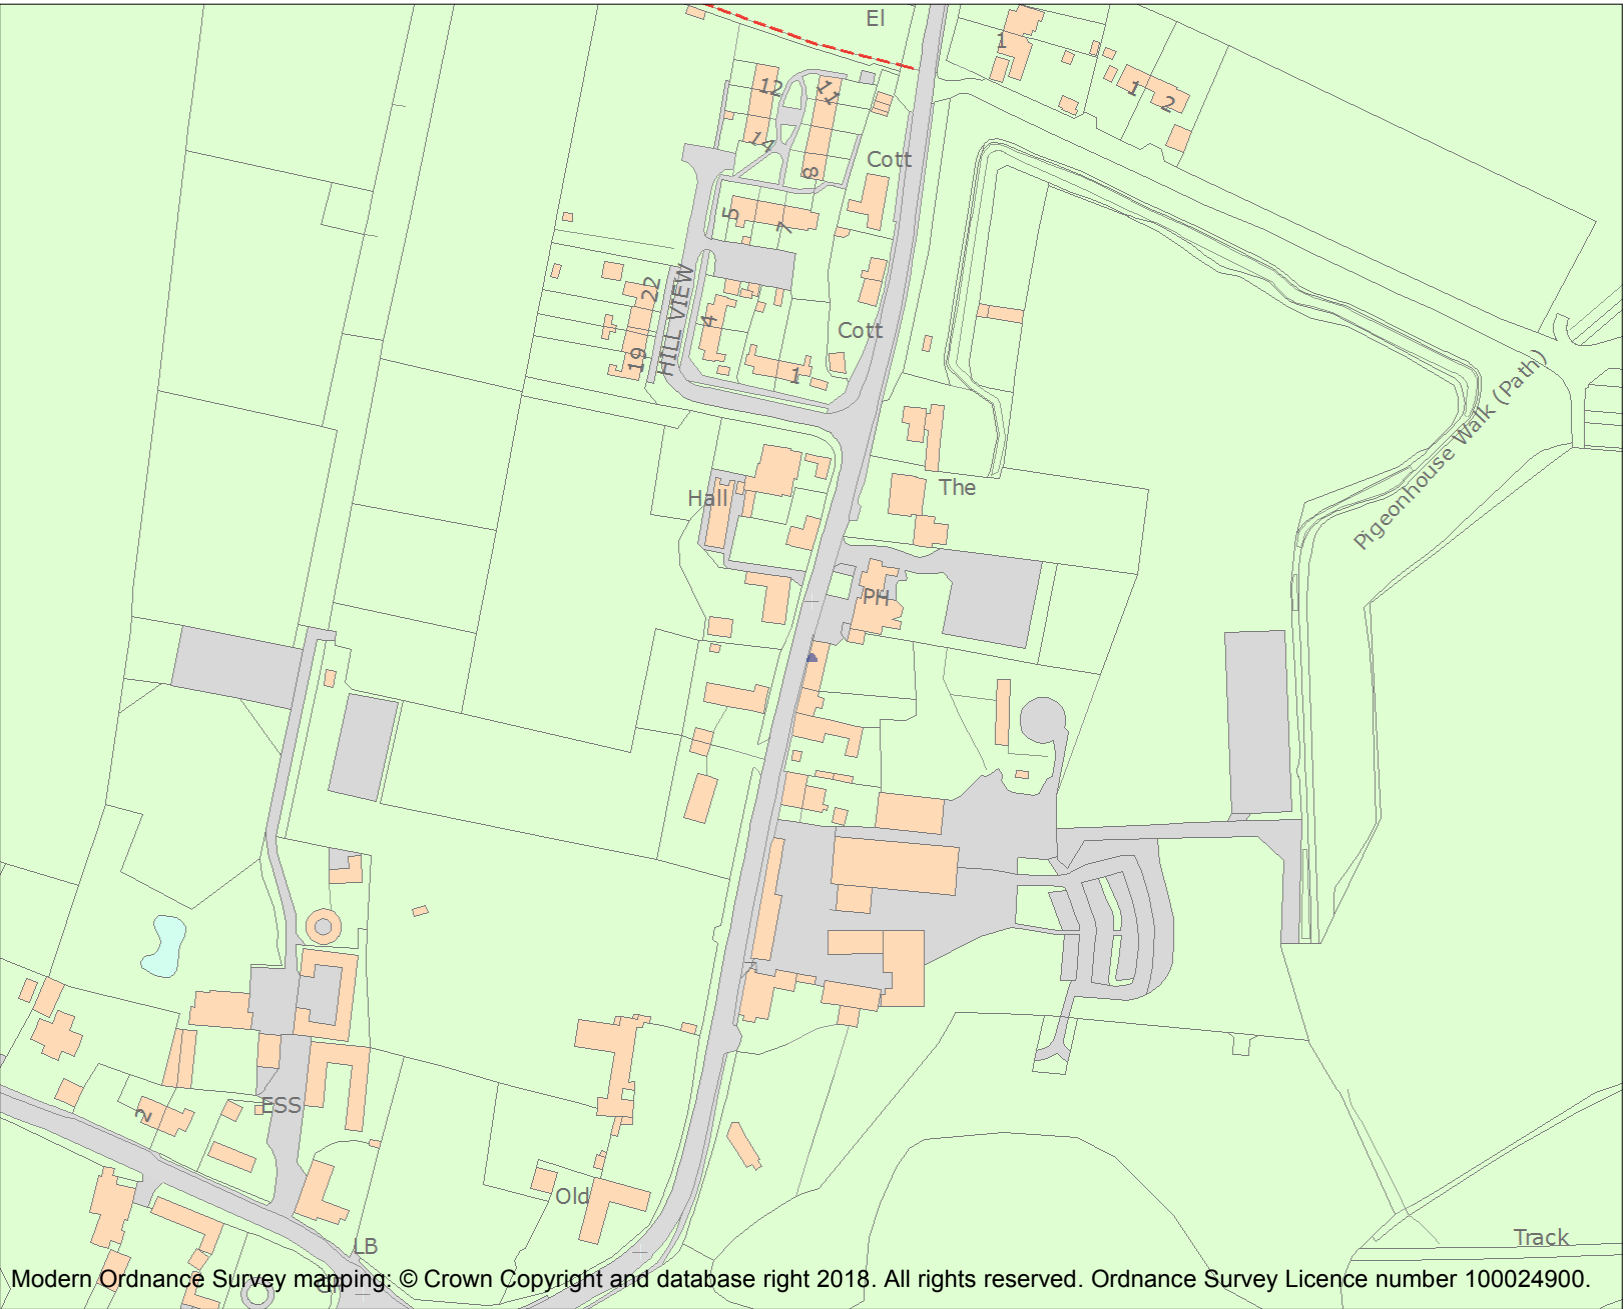 El
1
12
11
1
2
14
Cott
8
5
7
22
HILL VIEW
4
Cott
19
1
Pigeonhouse Walk (Path)
The
Hall
PH
ESS
2
Old
Track
LB
Modern Ordnance Survey mapping: © Crown Copyright and database right 2018. All rights reserved. Ordnance Survey Licence number 100024900.